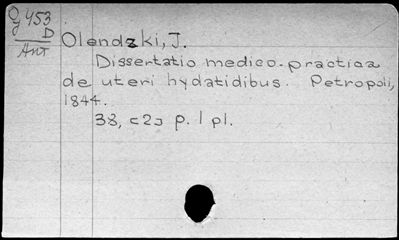 Q 453
D
Ant
Olendzki, J.
Dissertatio medico-practica
de uteri hydatidibus. Petropoli,
1844.
38, [2] p. 1 pl.